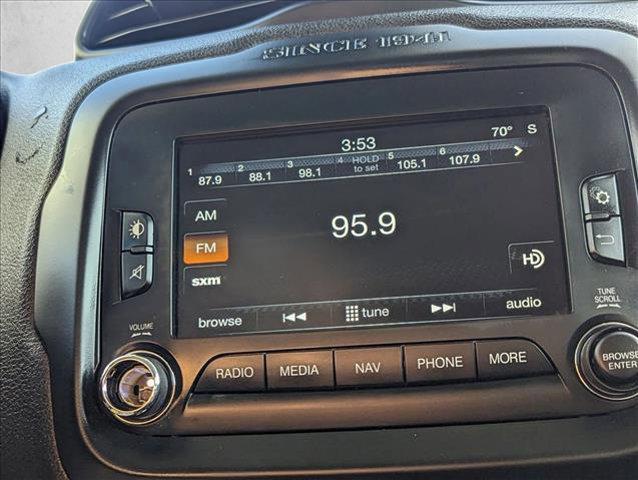 SINCE 1941
3:53
70° S
1 87.9 2 88.1 3 98.1 4 HOLD to set 5 105.1 6 107.9 >
AM
95.9
FM
HD
sxm
browse tune audio
VOLUME
TUNE
SCROLL
RADIO MEDIA NAV PHONE MORE
BROWSE
ENTER